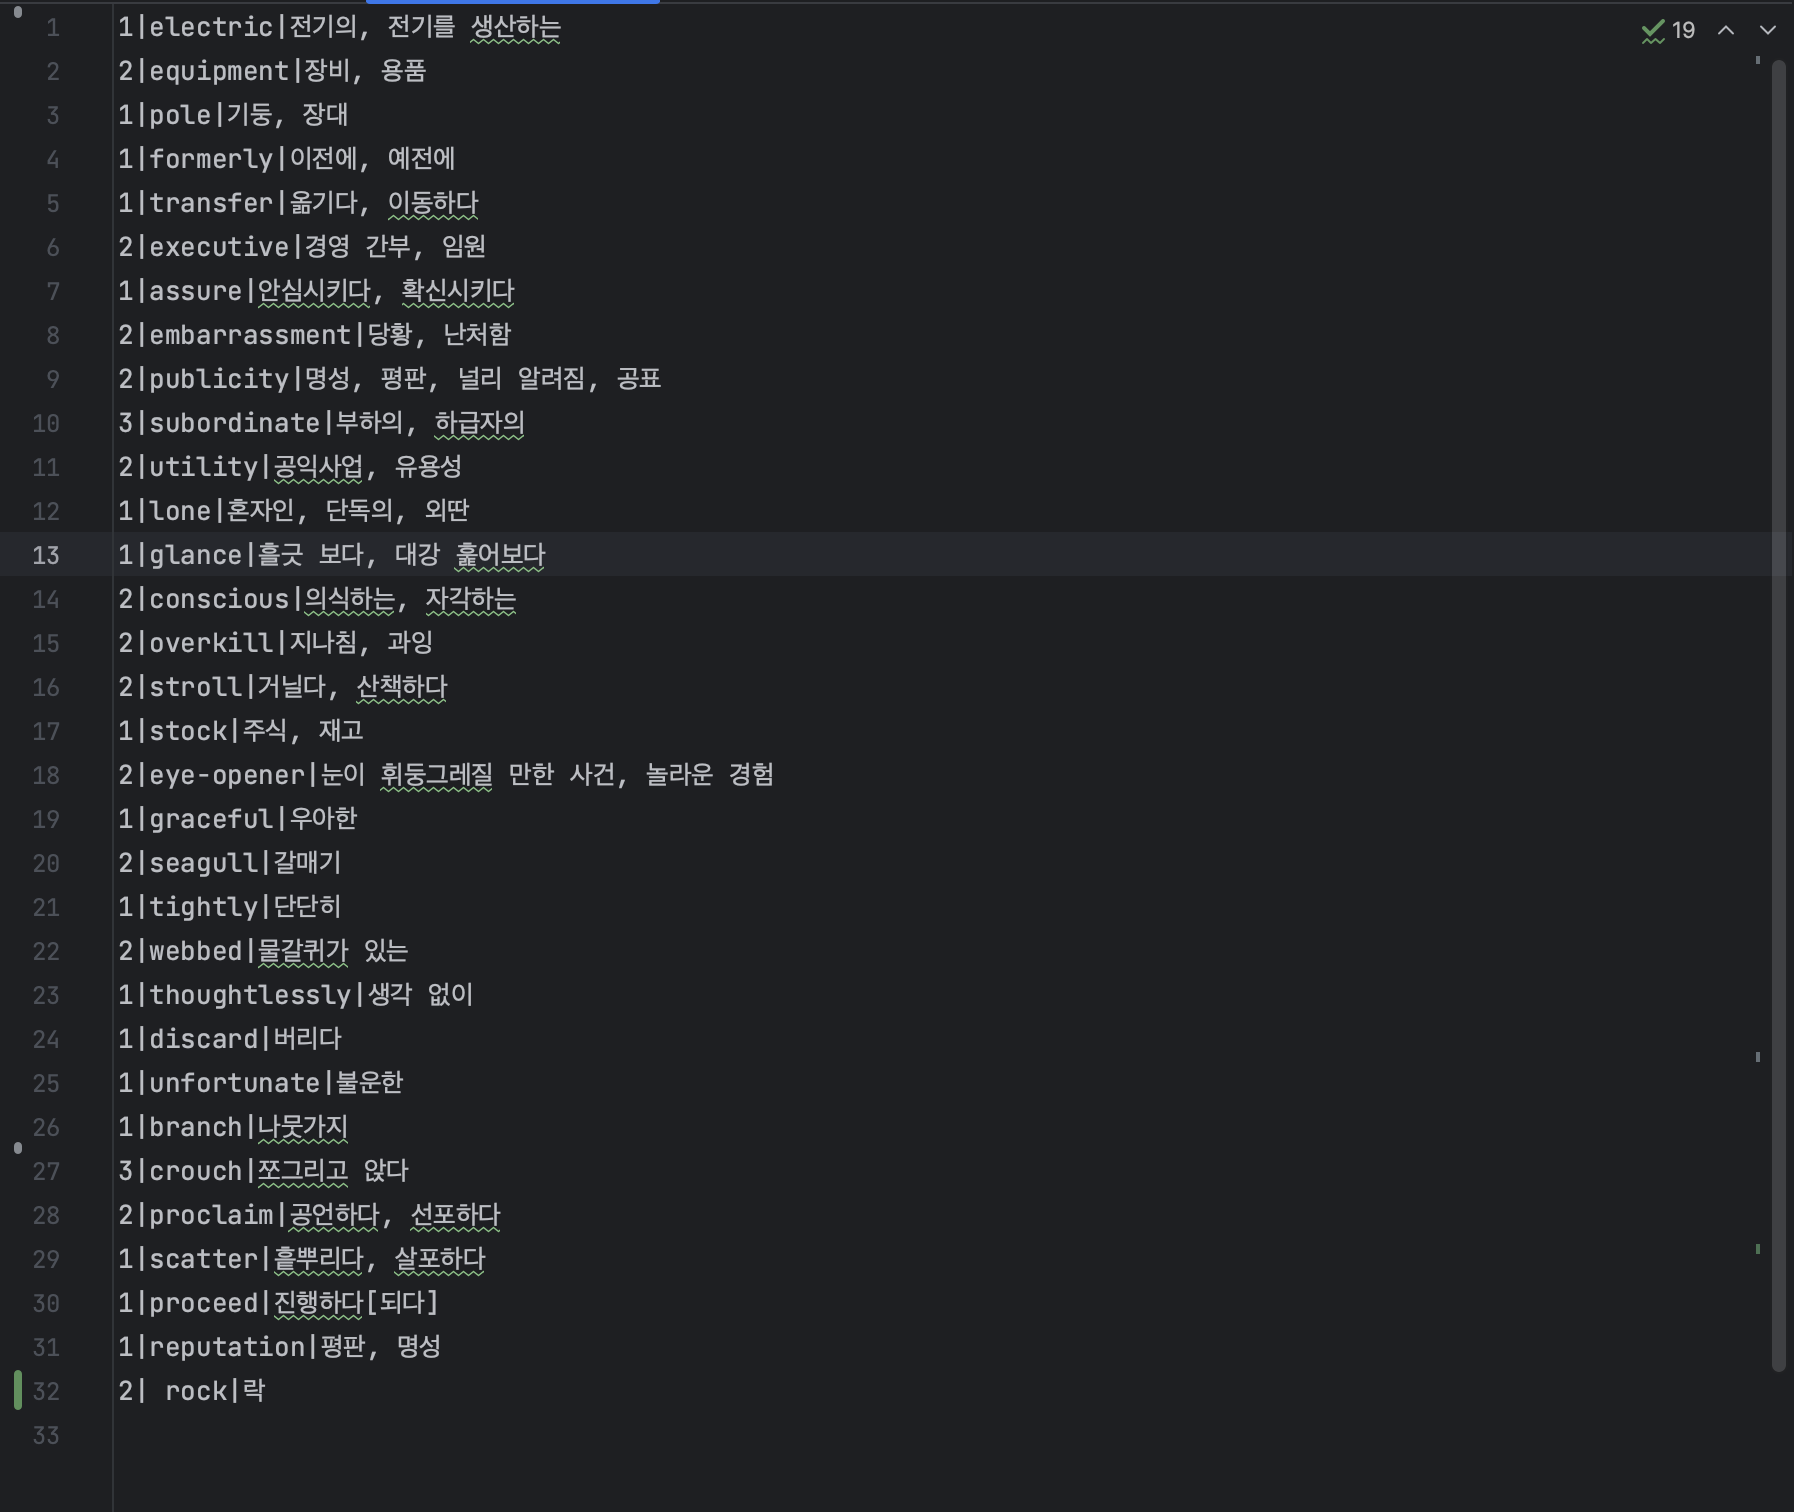 19
1 1|electric|전기의, 전기를 생산하는
2 2|equipment|장비, 용품
3 1|pole|기둥, 장대
4 1|formerly|이전에, 예전에
5 1|transfer|옮기다, 이동하다
6 2|executive|경영 간부, 임원
7 1|assure|안심시키다, 확신시키다
8 2|embarrassment|당황, 난처함
9 2|publicity|명성, 평판, 널리 알려짐, 공표
10 3|subordinate|부하의, 하급자의
11 2|utility|공익사업, 유용성
12 1|lone|혼자인, 단독의, 외딴
13 1|glance|흘긋 보다, 대강 훑어보다
14 2|conscious|의식하는, 자각하는
15 2|overkill|지나침, 과잉
16 2|stroll|거닐다, 산책하다
17 1|stock|주식, 재고
18 2|eye-opener|눈이 휘둥그레질 만한 사건, 놀라운 경험
19 1|graceful|우아한
20 2|seagull|갈매기
21 1|tightly|단단히
22 2|webbed|물갈퀴가 있는
23 1|thoughtlessly|생각 없이
24 1|discard|버리다
25 1|unfortunate|불운한
26 1|branch|나뭇가지
27 3|crouch|쪼그리고 앉다
28 2|proclaim|공언하다, 선포하다
29 1|scatter|흩뿌리다, 살포하다
30 1|proceed|진행하다[되다]
31 1|reputation|평판, 명성
32 2| rock|락
33